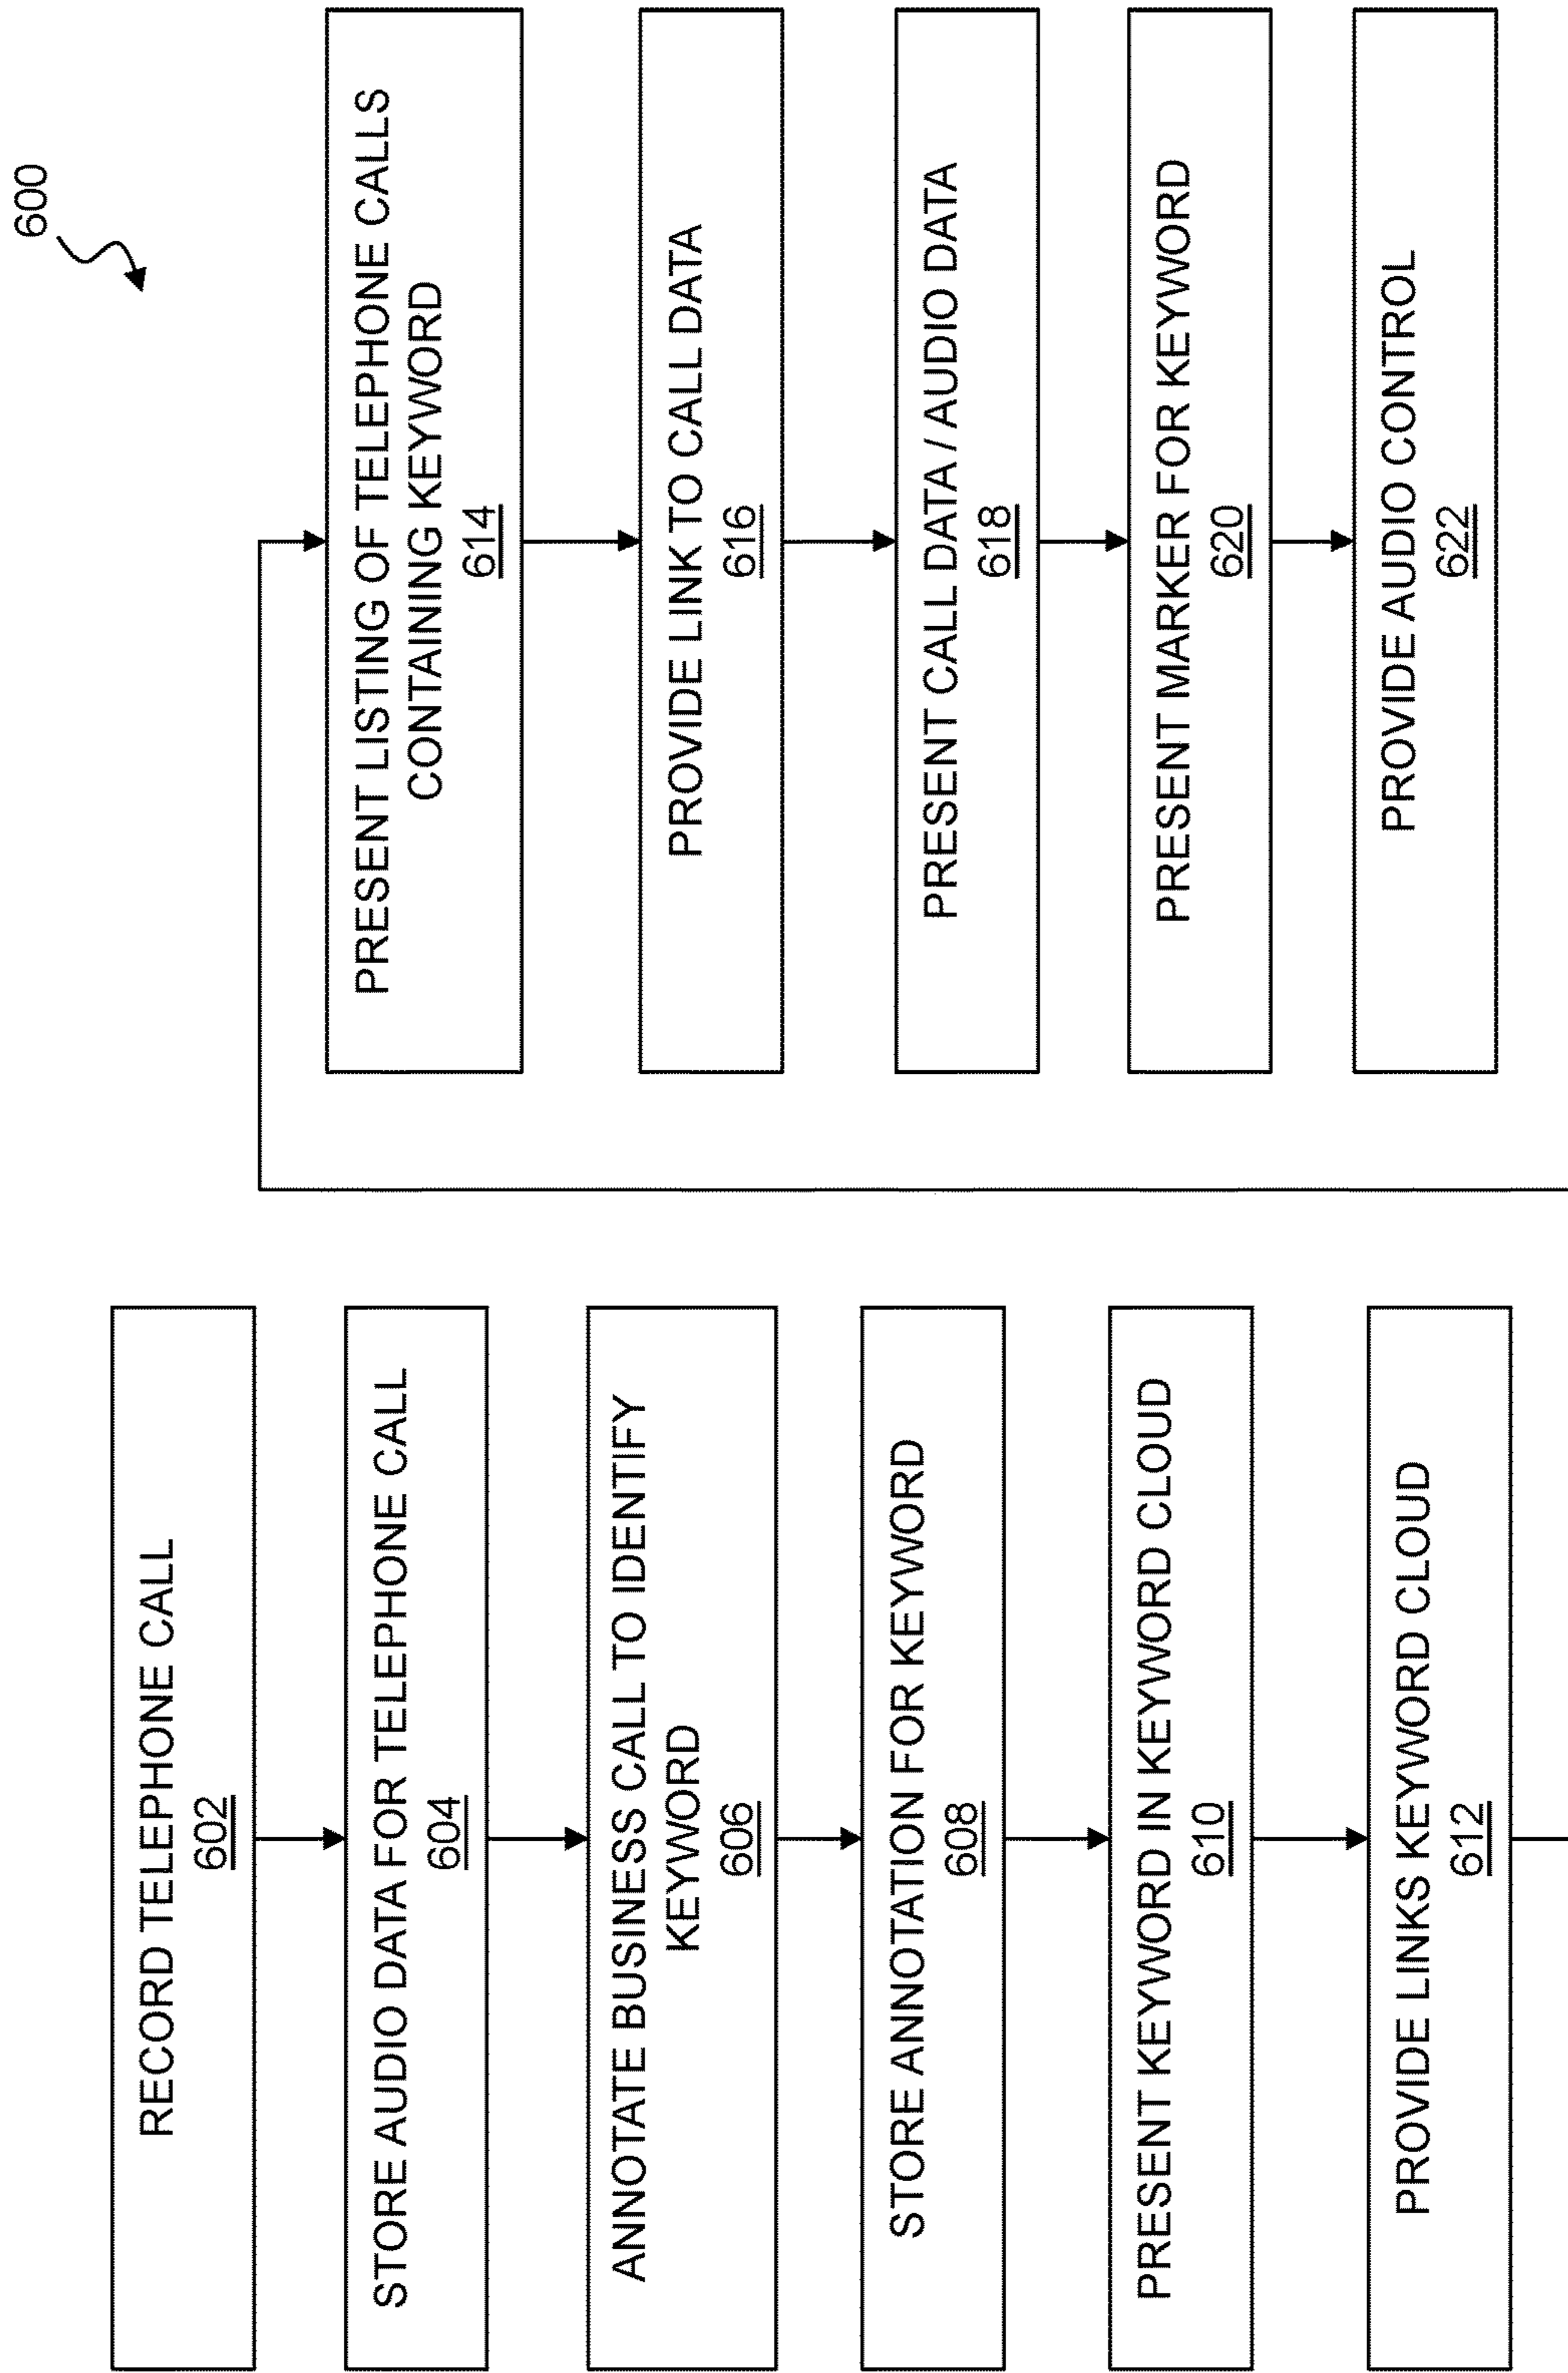 600
RECORD TELEPHONE CALL
602
STORE AUDIO DATA FOR TELEPHONE CALL
604
ANNOTATE BUSINESS CALL TO IDENTIFY
KEYWORD
606
STORE ANNOTATION FOR KEYWORD
608
PRESENT KEYWORD IN KEYWORD CLOUD
610
PROVIDE LINKS KEYWORD CLOUD
612
PRESENT LISTING OF TELEPHONE CALLS
CONTAINING KEYWORD
614
PROVIDE LINK TO CALL DATA
616
PRESENT CALL DATA / AUDIO DATA
618
PRESENT MARKER FOR KEYWORD
620
PROVIDE AUDIO CONTROL
622